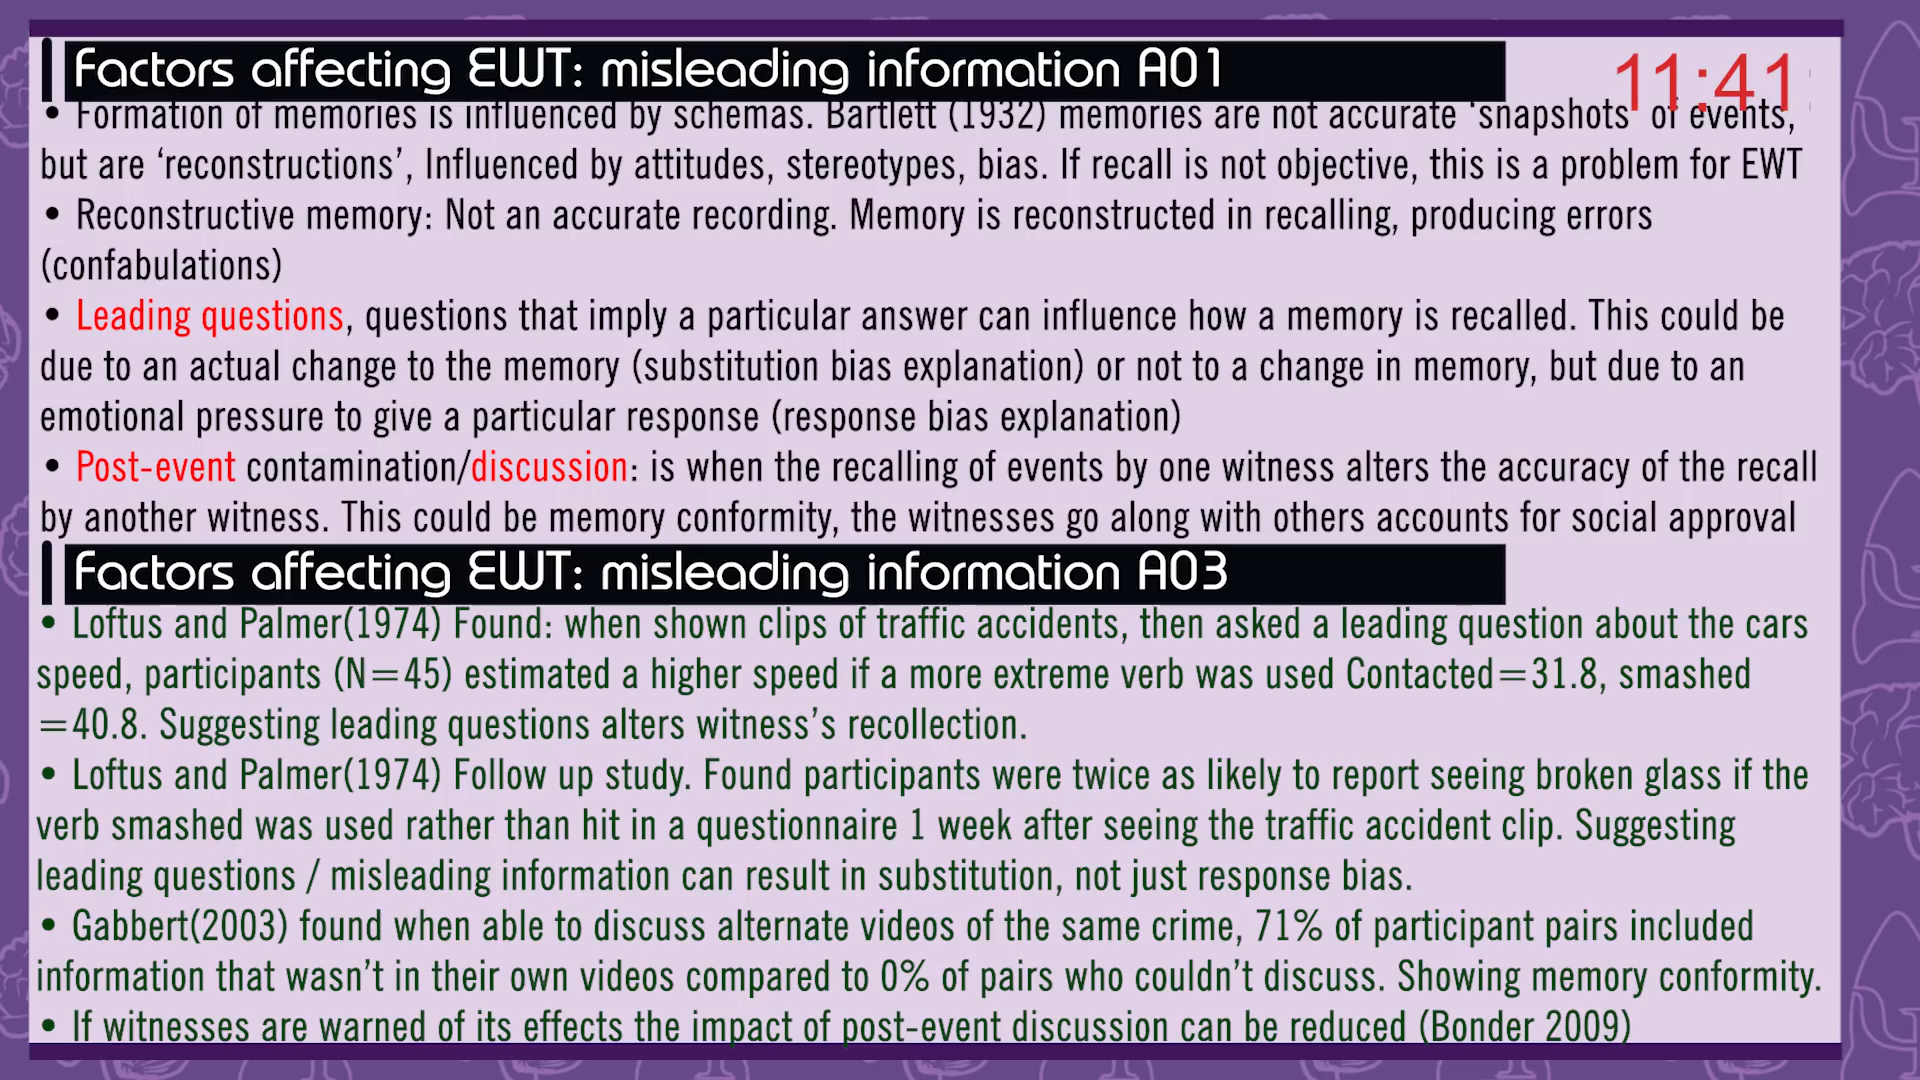 Factors affecting EWT: misleading information AO1
11:41
• Formation of memories is influenced by schemas. Bartlett (1932) memories are not accurate ‘snapshots’ of events,
but are ‘reconstructions’, Influenced by attitudes, stereotypes, bias. If recall is not objective, this is a problem for EWT
• Reconstructive memory: Not an accurate recording. Memory is reconstructed in recalling, producing errors
(confabulations)
• Leading questions, questions that imply a particular answer can influence how a memory is recalled. This could be
due to an actual change to the memory (substitution bias explanation) or not to a change in memory, but due to an
emotional pressure to give a particular response (response bias explanation)
• Post-event contamination/discussion: is when the recalling of events by one witness alters the accuracy of the recall
by another witness. This could be memory conformity, the witnesses go along with others accounts for social approval
Factors affecting EWT: misleading information AO3
• Loftus and Palmer(1974) Found: when shown clips of traffic accidents, then asked a leading question about the cars
speed, participants (N=45) estimated a higher speed if a more extreme verb was used Contacted=31.8, smashed
=40.8. Suggesting leading questions alters witness’s recollection.
• Loftus and Palmer(1974) Follow up study. Found participants were twice as likely to report seeing broken glass if the
verb smashed was used rather than hit in a questionnaire 1 week after seeing the traffic accident clip. Suggesting
leading questions / misleading information can result in substitution, not just response bias.
• Gabbert(2003) found when able to discuss alternate videos of the same crime, 71% of participant pairs included
information that wasn’t in their own videos compared to 0% of pairs who couldn’t discuss. Showing memory conformity.
• If witnesses are warned of its effects the impact of post-event discussion can be reduced (Bonder 2009)